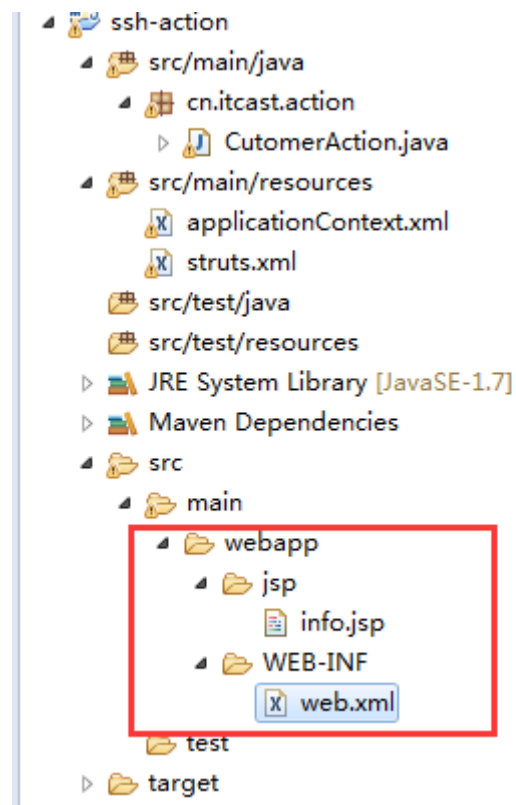 ssh-action
src/main/java
cn.itcast.action
CutomerAction.java
src/main/resources
applicationContext.xml
struts.xml
src/test/java
src/test/resources
JRE System Library [JavaSE-1.7]
Maven Dependencies
src
main
webapp
jsp
info.jsp
WEB-INF
web.xml
test
target